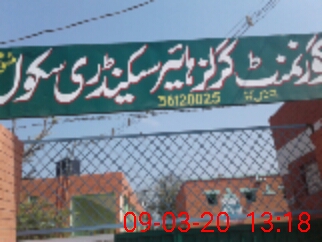 گورنمنٹ گرلز ہائیر سیکنڈری سکول
36120025
09-03-20 13:18